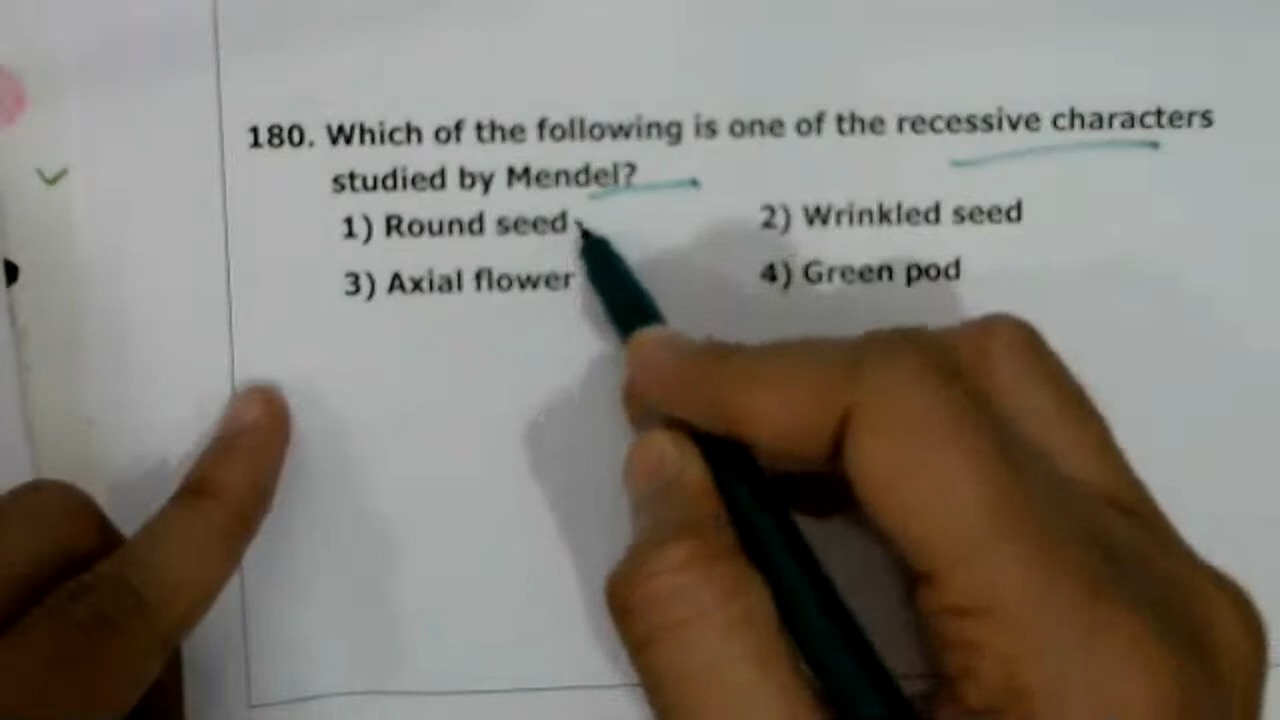 180. Which of the following is one of the recessive characters
studied by Mendel?
1) Round seed 2) Wrinkled seed
3) Axial flower 4) Green pod